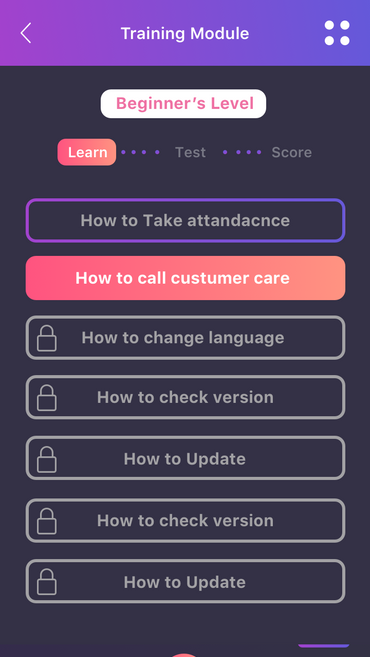 Training Module
Beginner's Level
Learn
Test
Score
How to Take attandacnce
How to call custumer care
How to change language
How to check version
How to Update
How to check version
How to Update